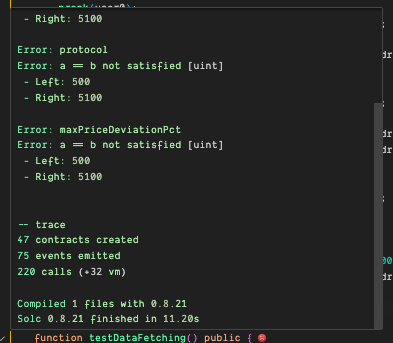 prank(user0);
- Right: 5100
Error: protocol
Error: a == b not satisfied [uint]
- Left: 500
- Right: 5100
Error: maxPriceDeviationPct
Error: a == b not satisfied [uint]
- Left: 500
- Right: 5100
-- trace
47 contracts created
75 events emitted
220 calls (+32 vm)
Compiled 1 files with 0.8.21
Solc 0.8.21 finished in 11.20s
function testDataFetching() public {